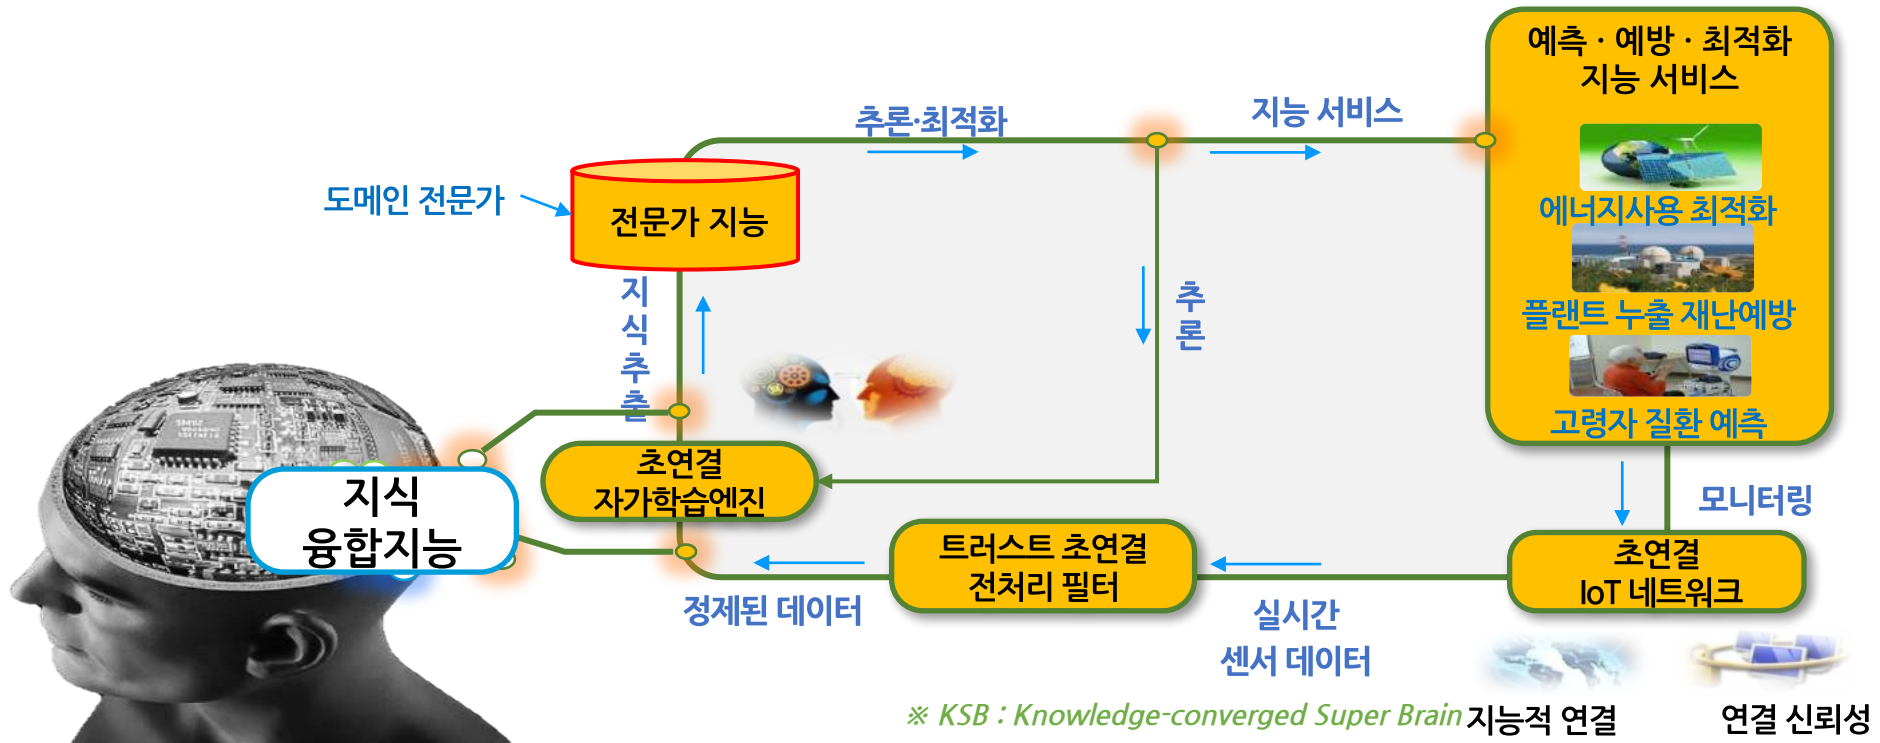 예측 · 예방 · 최적화
지능 서비스
추론·최적화
지능 서비스
도메인 전문가
전문가 지능
에너지사용 최적화
지식추출
추론
플랜트 누출 재난예방
고령자 질환 예측
초연결
자가학습엔진
지식
융합지능
모니터링
트러스트 초연결
전처리 필터
초연결
IoT 네트워크
정제된 데이터
실시간
센서 데이터
※ KSB : Knowledge-converged Super Brain
지능적 연결
연결 신뢰성